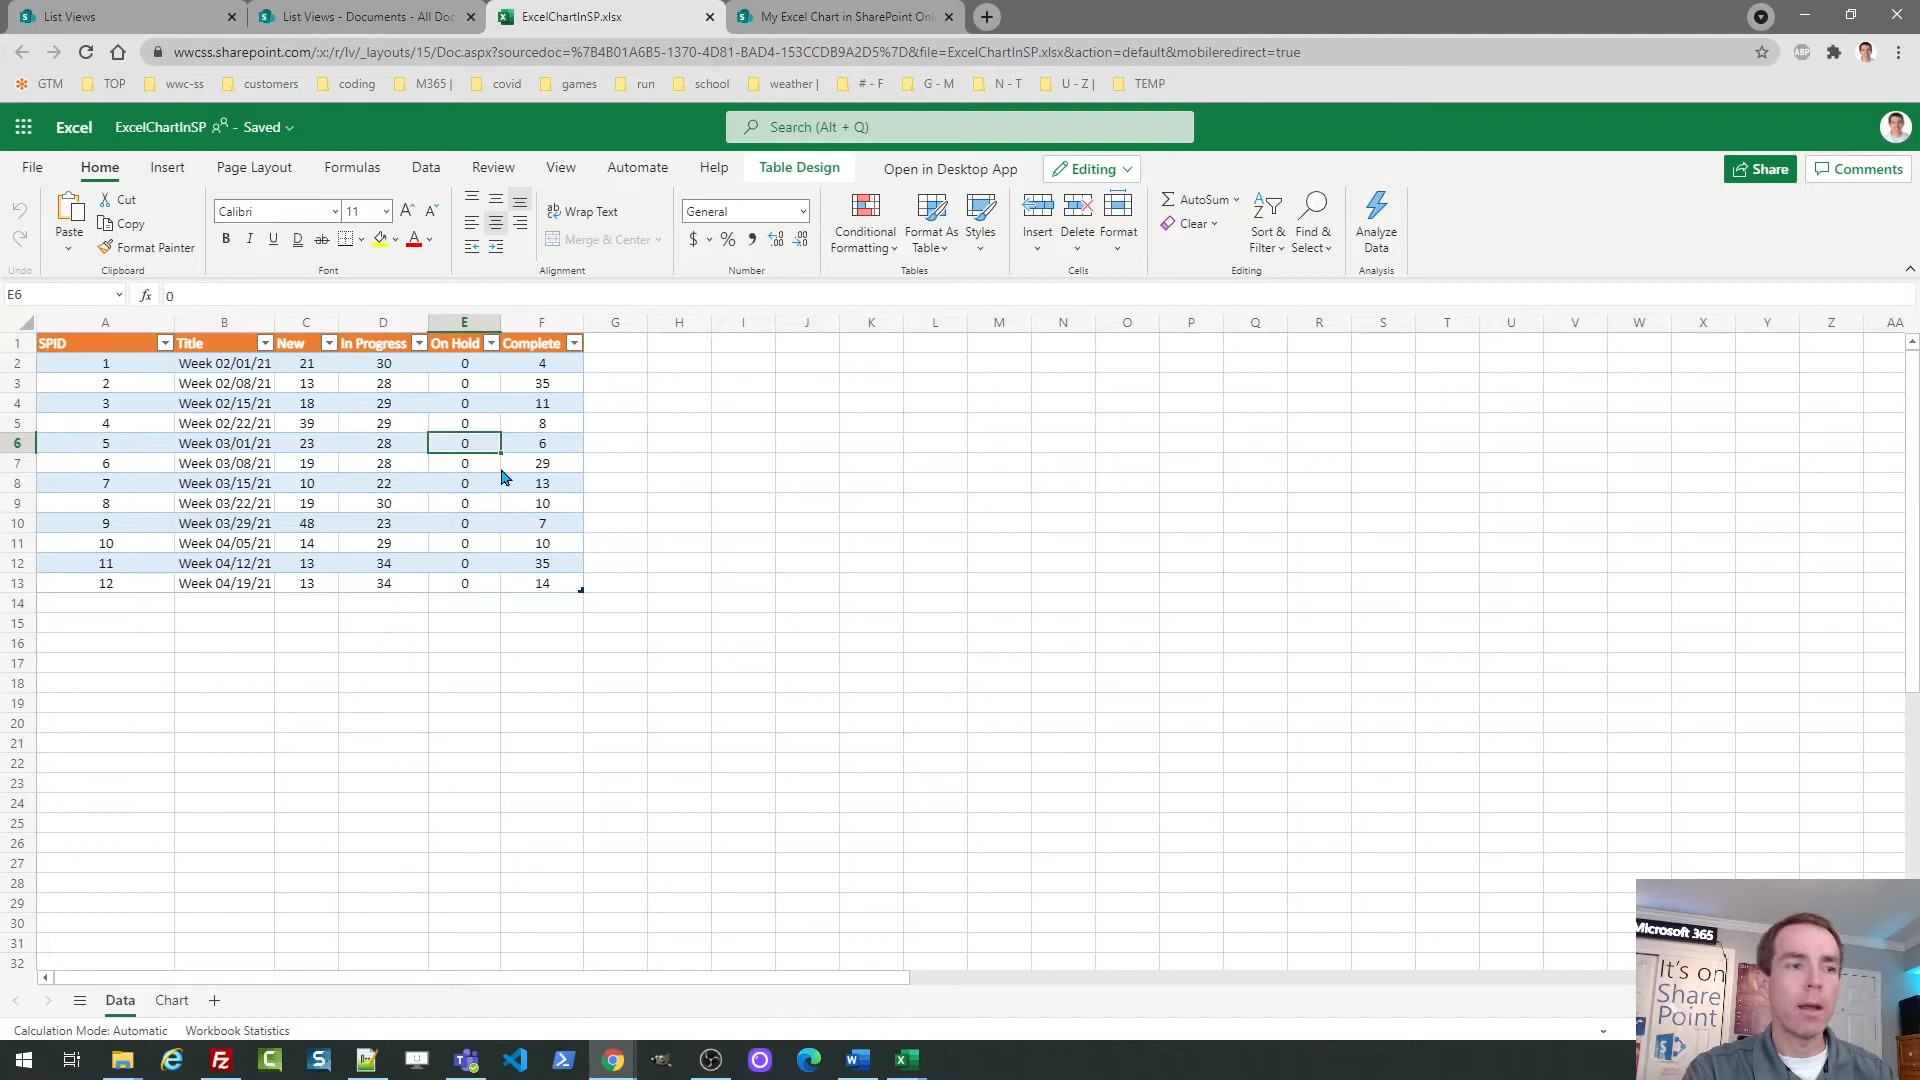 List Views
List Views - Documents - All Doc
ExcelChartInSP.xlsx
My Excel Chart in SharePoint Onl
wwcss.sharepoint.com/:x:/r/lv/_layouts/15/Doc.aspx?sourcedoc=%7B4B01A6B5-1370-4D81-BAD4-153CCDB9A2D5%7D&file=ExcelChartInSP.xlsx&action=default&mobileredirect=true
GTM TOP wwc-ss customers coding M365 | covid games run school weather | # - F G - M N - T U - Z | TEMP
Excel ExcelChartInSP - Saved
Search (Alt + Q)
File Home Insert Page Layout Formulas Data Review View Automate Help Table Design Open in Desktop App Editing Share Comments
Paste Cut Copy Format Painter
Calibri 11
B I U D ab A
Wrap Text
Merge & Center
General
$ % 9
Conditional Formatting
Format As Table
Styles
Insert Delete Format
AutoSum
Clear
Sort & Filter
Find & Select
Analyze Data
Undo Clipboard Font Alignment Number Tables Cells Editing Analysis
E6 fx 0
A B C D E F G H I J K L M N O P Q R S T U V W X Y Z AA
1 SPID Title New In Progress On Hold Complete
2 1 Week 02/01/21 21 30 0 4
3 2 Week 02/08/21 13 28 0 35
4 3 Week 02/15/21 18 29 0 11
5 4 Week 02/22/21 39 29 0 8
6 5 Week 03/01/21 23 28 0 6
7 6 Week 03/08/21 19 28 0 29
8 7 Week 03/15/21 10 22 0 13
9 8 Week 03/22/21 19 30 0 10
10 9 Week 03/29/21 48 23 0 7
11 10 Week 04/05/21 14 29 0 10
12 11 Week 04/12/21 13 34 0 35
13 12 Week 04/19/21 13 34 0 14
14
15
16
17
18
19
20
21
22
23
24
25
26
27
28
29
30
31
32
Microsoft 365
It's on
Share
Point
Data Chart
Calculation Mode: Automatic Workbook Statistics